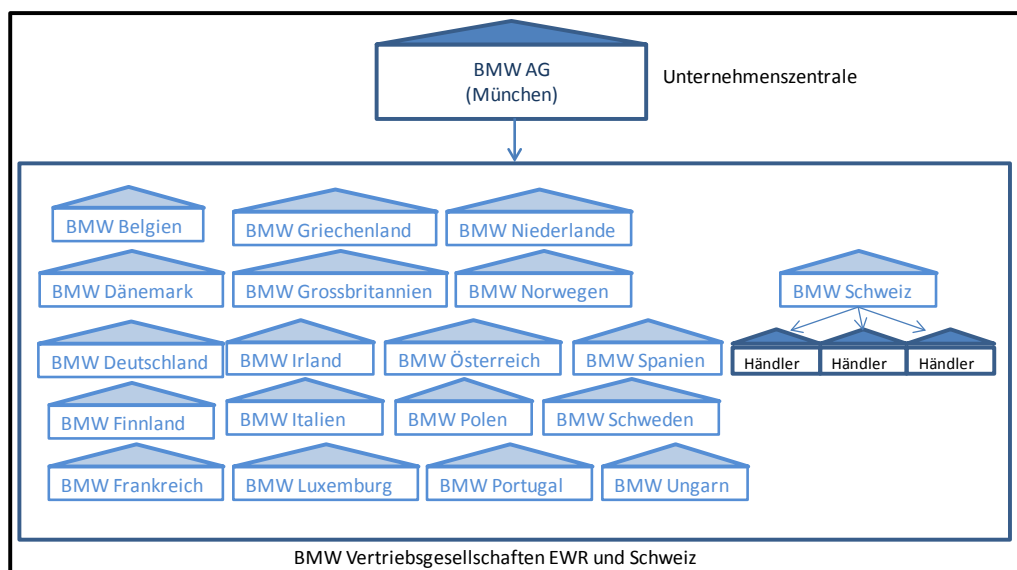 BMW AG
(München)
Unternehmenszentrale
BMW Belgien
BMW Griechenland
BMW Niederlande
BMW Dänemark
BMW Grossbritannien
BMW Norwegen
BMW Schweiz
BMW Deutschland
BMW Irland
BMW Österreich
BMW Spanien
Händler
Händler
Händler
BMW Finnland
BMW Italien
BMW Polen
BMW Schweden
BMW Frankreich
BMW Luxemburg
BMW Portugal
BMW Ungarn
BMW Vertriebsgesellschaften EWR und Schweiz